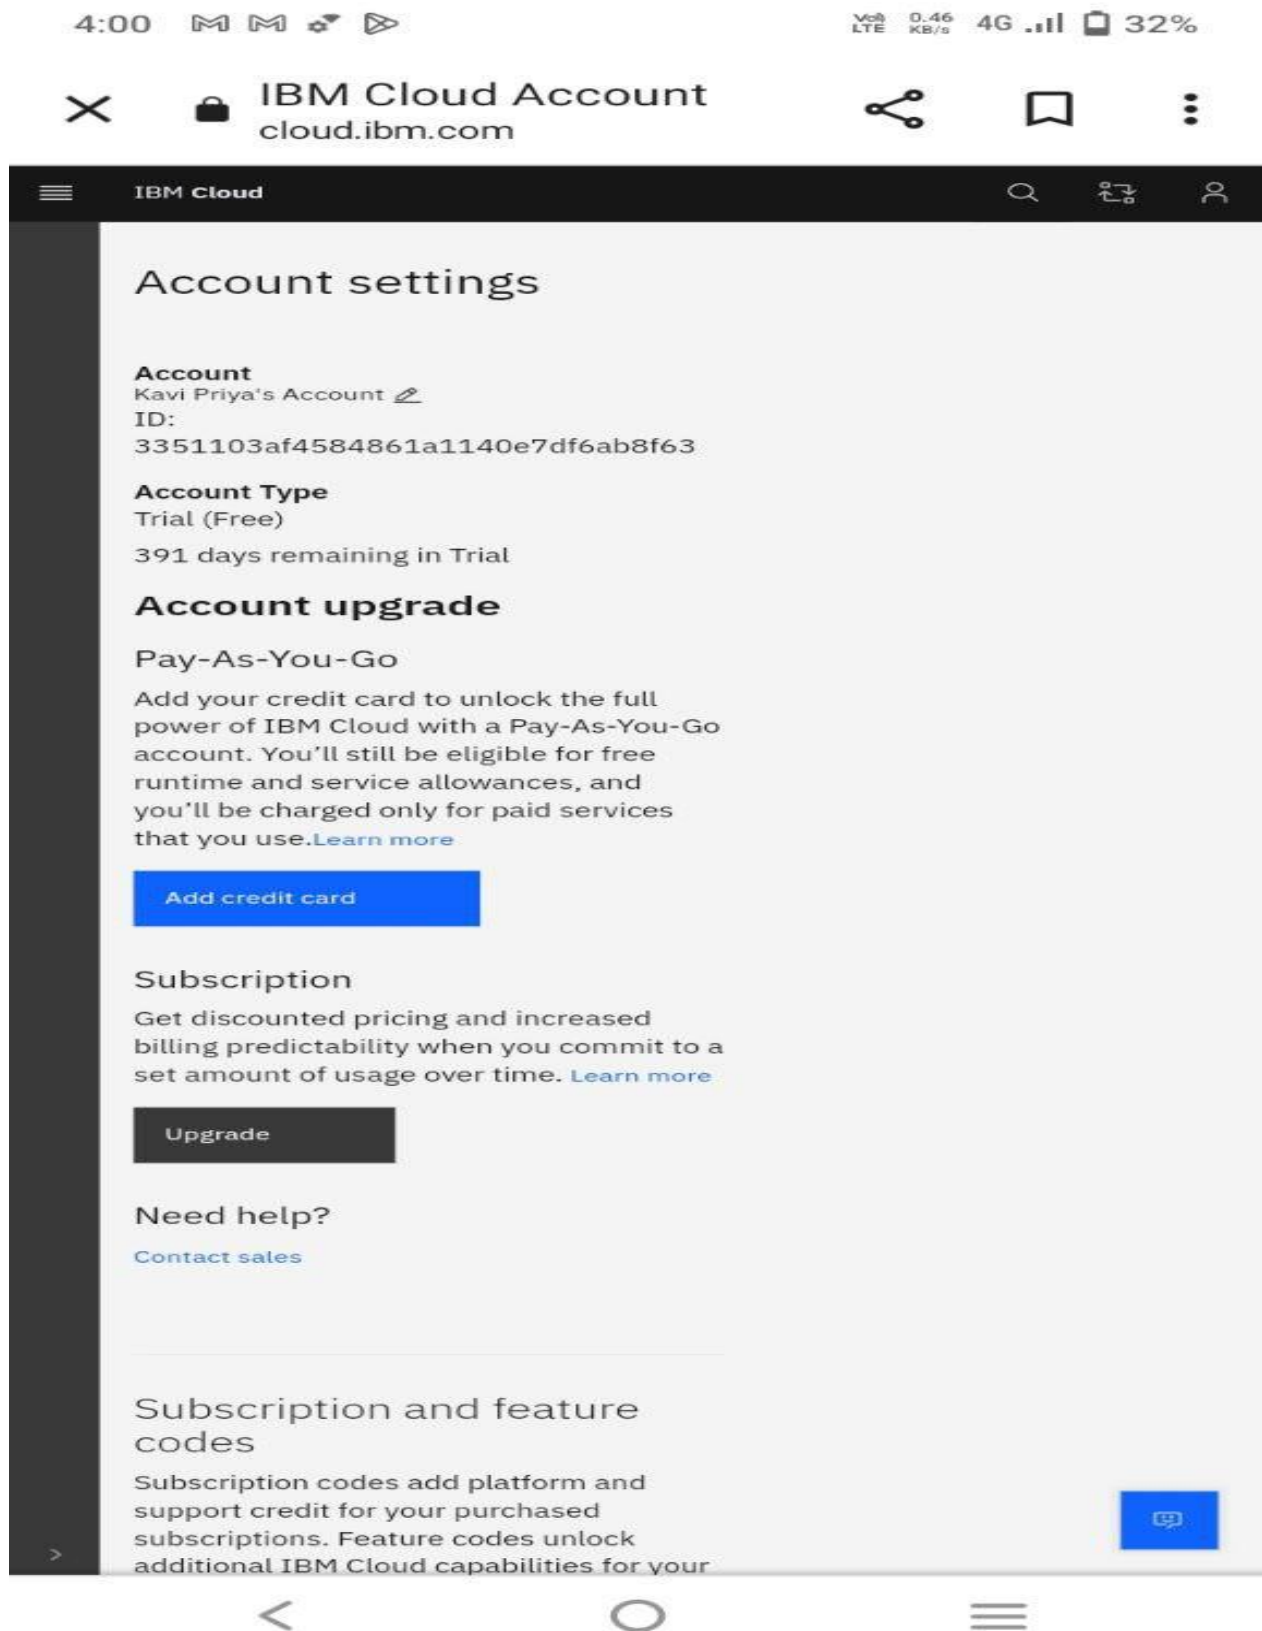 4:00
VoD LTE 0.46 KB/s 4G 32%
IBM Cloud Account
cloud.ibm.com
IBM Cloud
Account settings
Account
Kavi Priya's Account
ID:
3351103af4584861a1140e7df6ab8f63
Account Type
Trial (Free)
391 days remaining in Trial
Account upgrade
Pay-As-You-Go
Add your credit card to unlock the full
power of IBM Cloud with a Pay-As-You-Go
account. You’ll still be eligible for free
runtime and service allowances, and
you’ll be charged only for paid services
that you use.Learn more
Add credit card
Subscription
Get discounted pricing and increased
billing predictability when you commit to a
set amount of usage over time. Learn more
Upgrade
Need help?
Contact sales
Subscription and feature
codes
Subscription codes add platform and
support credit for your purchased
subscriptions. Feature codes unlock
additional IBM Cloud capabilities for your